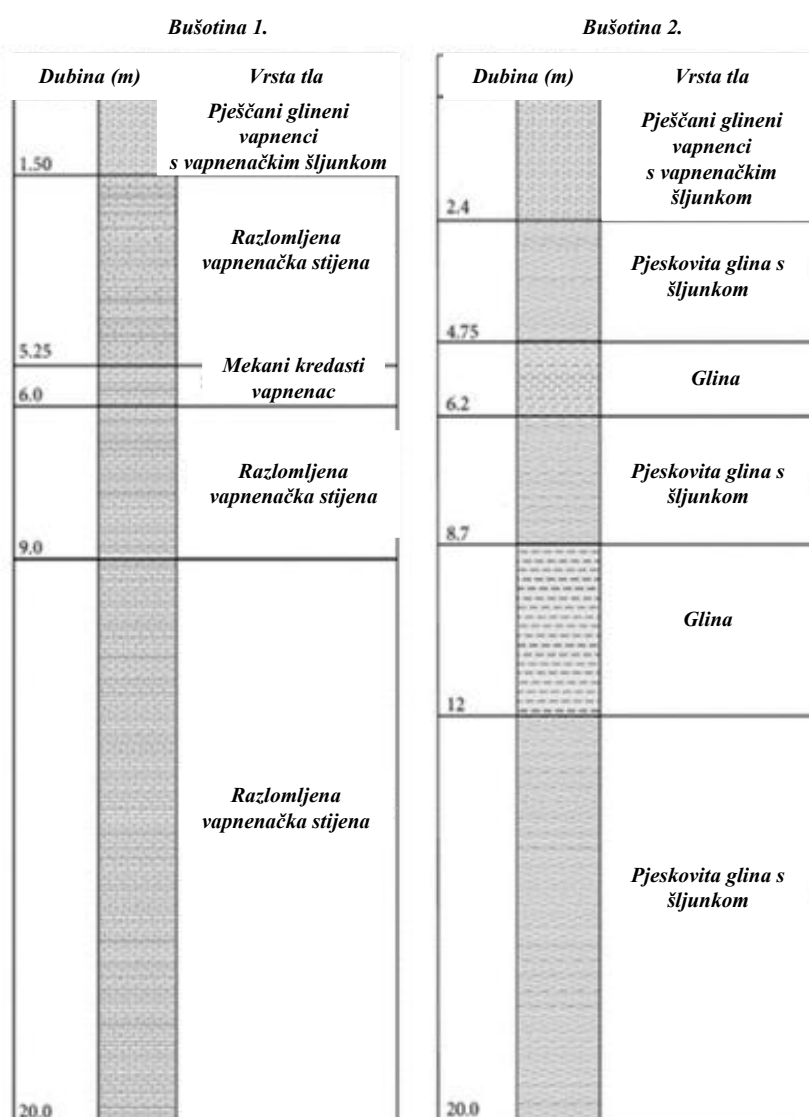 Bušotina 1.
Dubina (m)
Vrsta tla
Pješčani glineni
vapnenci
s vapnenačkim šljunkom
1.50
Razlomljena
vapnenačka stijena
5.25
Mekani kredasti
vapnenac
6.0
Razlomljena
vapnenačka stijena
9.0
Razlomljena
vapnenačka stijena
20.0
Bušotina 2.
Dubina (m)
Vrsta tla
Pješčani glineni
vapnenci
s vapnenačkim
šljunkom
2.4
Pjeskovita glina s
šljunkom
4.75
Glina
6.2
Pjeskovita glina s
šljunkom
8.7
Glina
12
Pjeskovita glina s
šljunkom
20.0